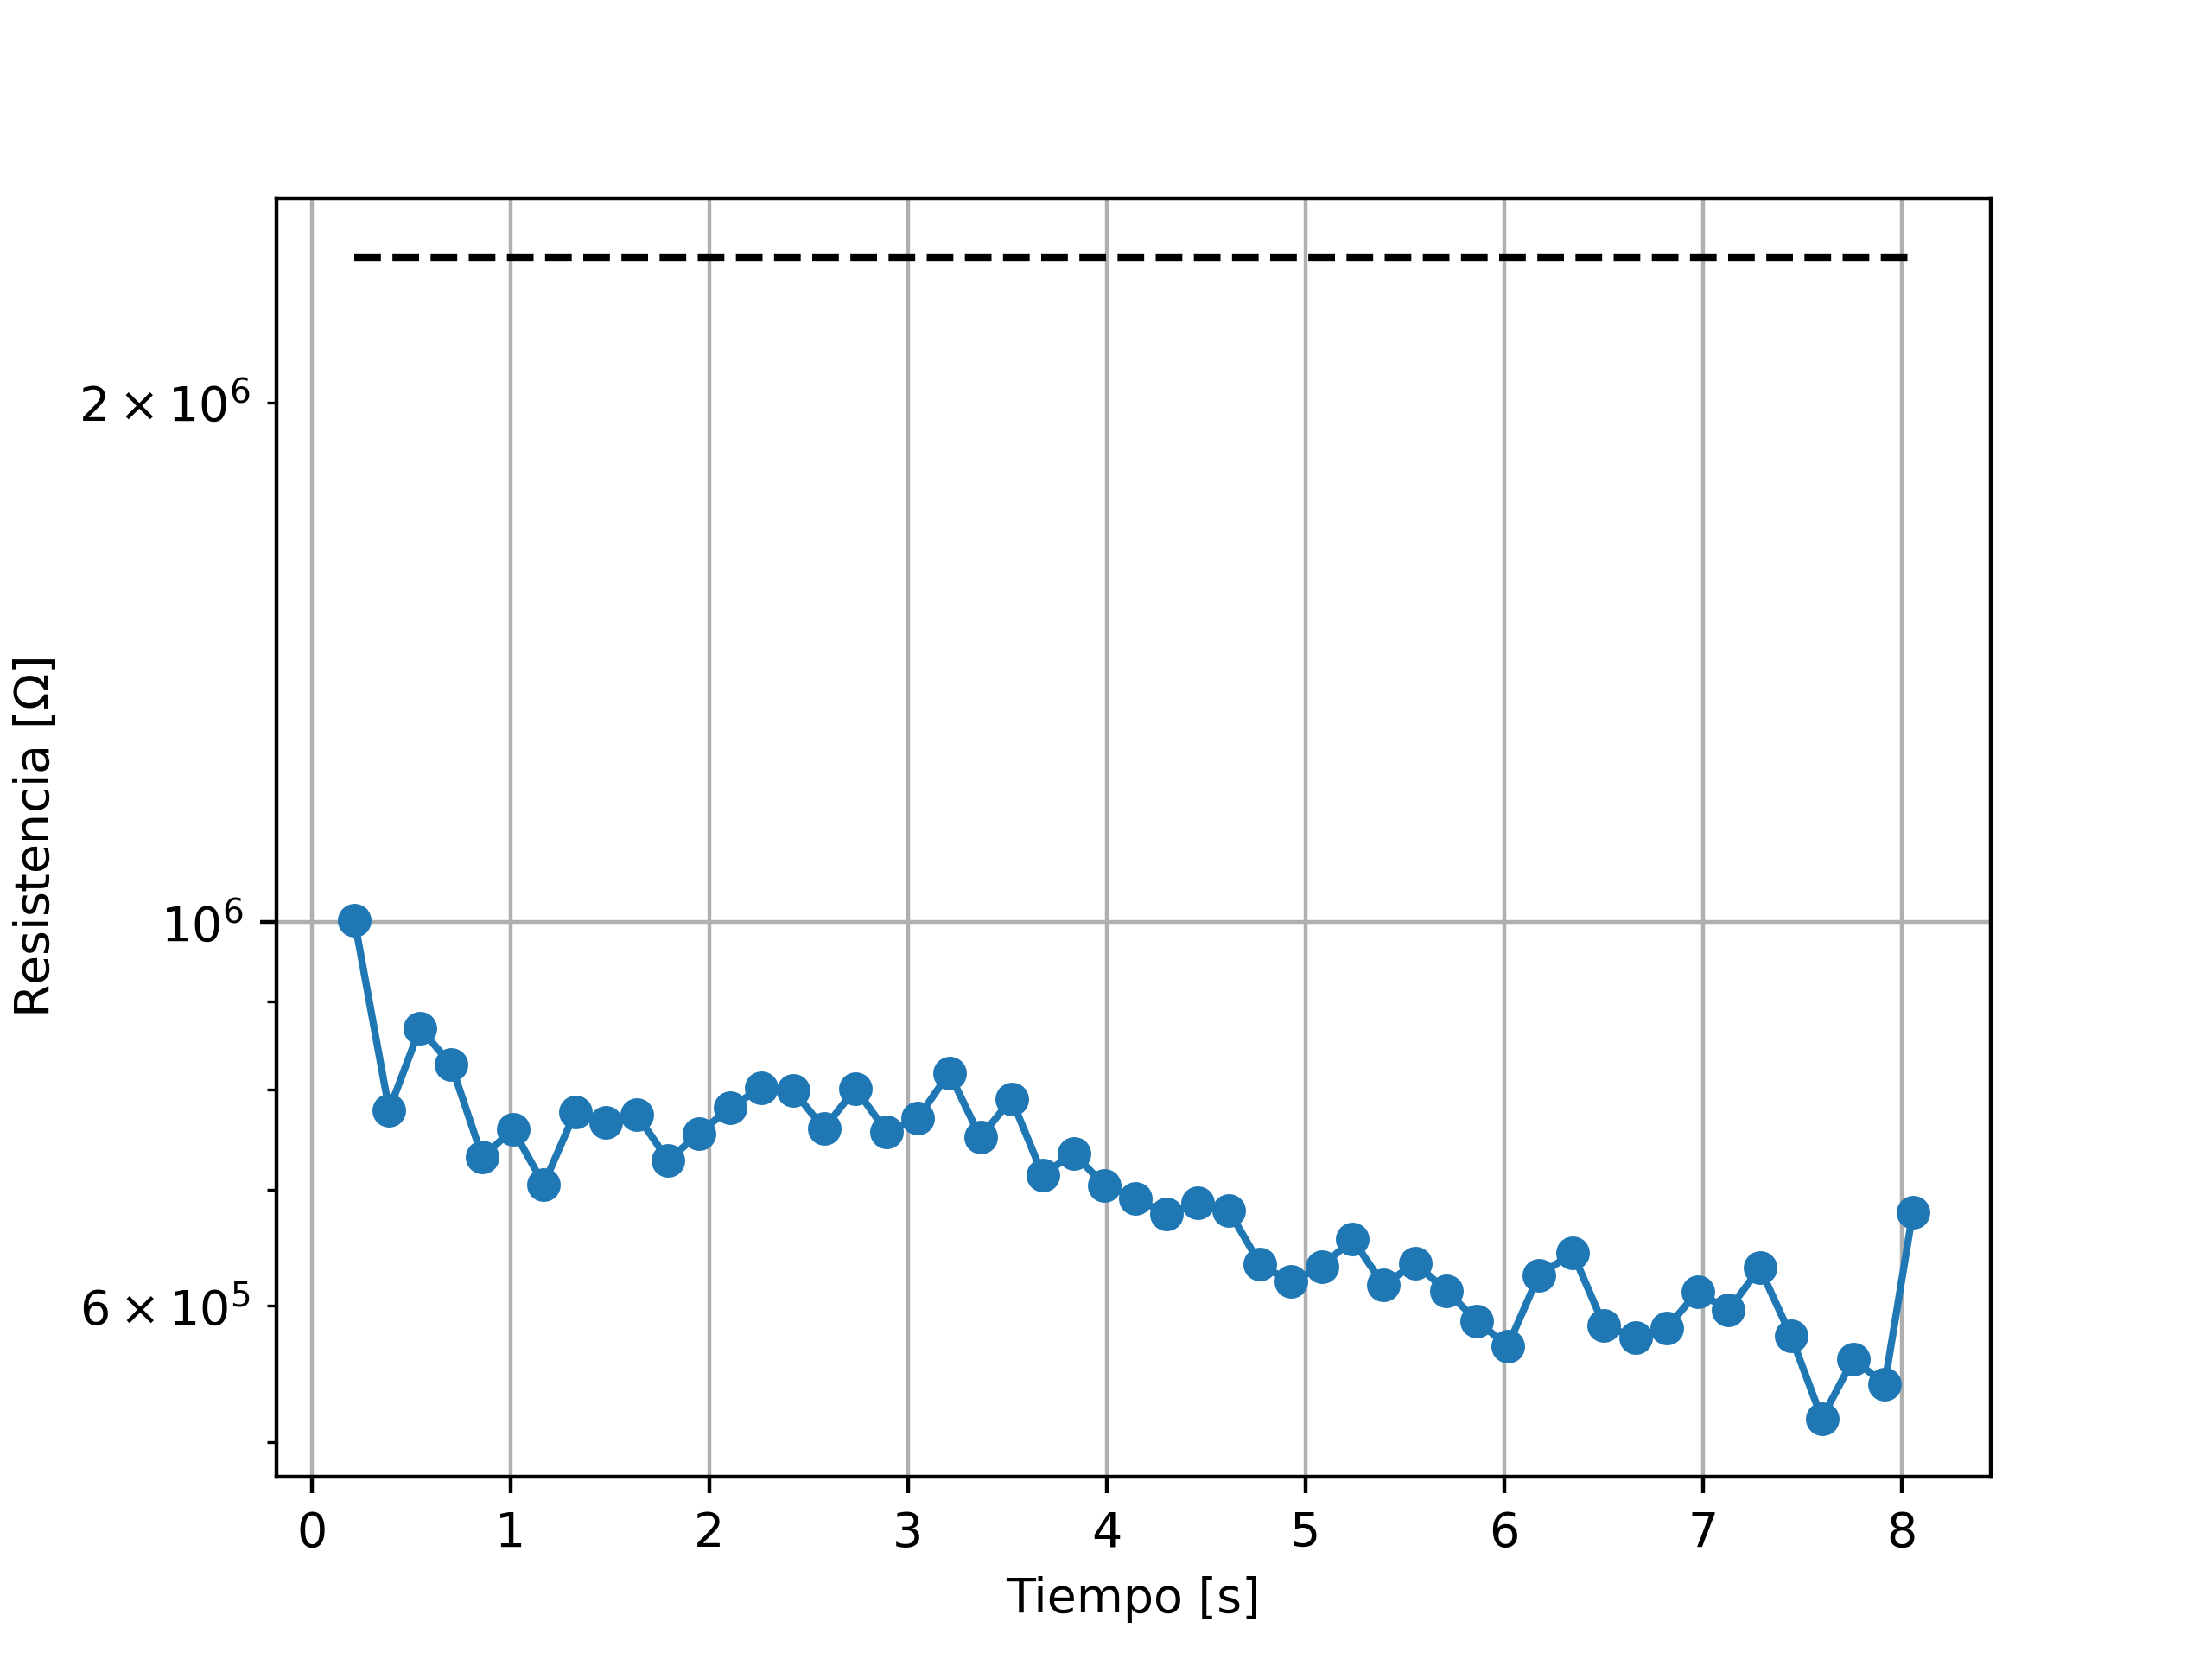 2 × 10⁶
10⁶
6 × 10⁵
Resistencia [Ω]
0 1 2 3 4 5 6 7 8
Tiempo [s]